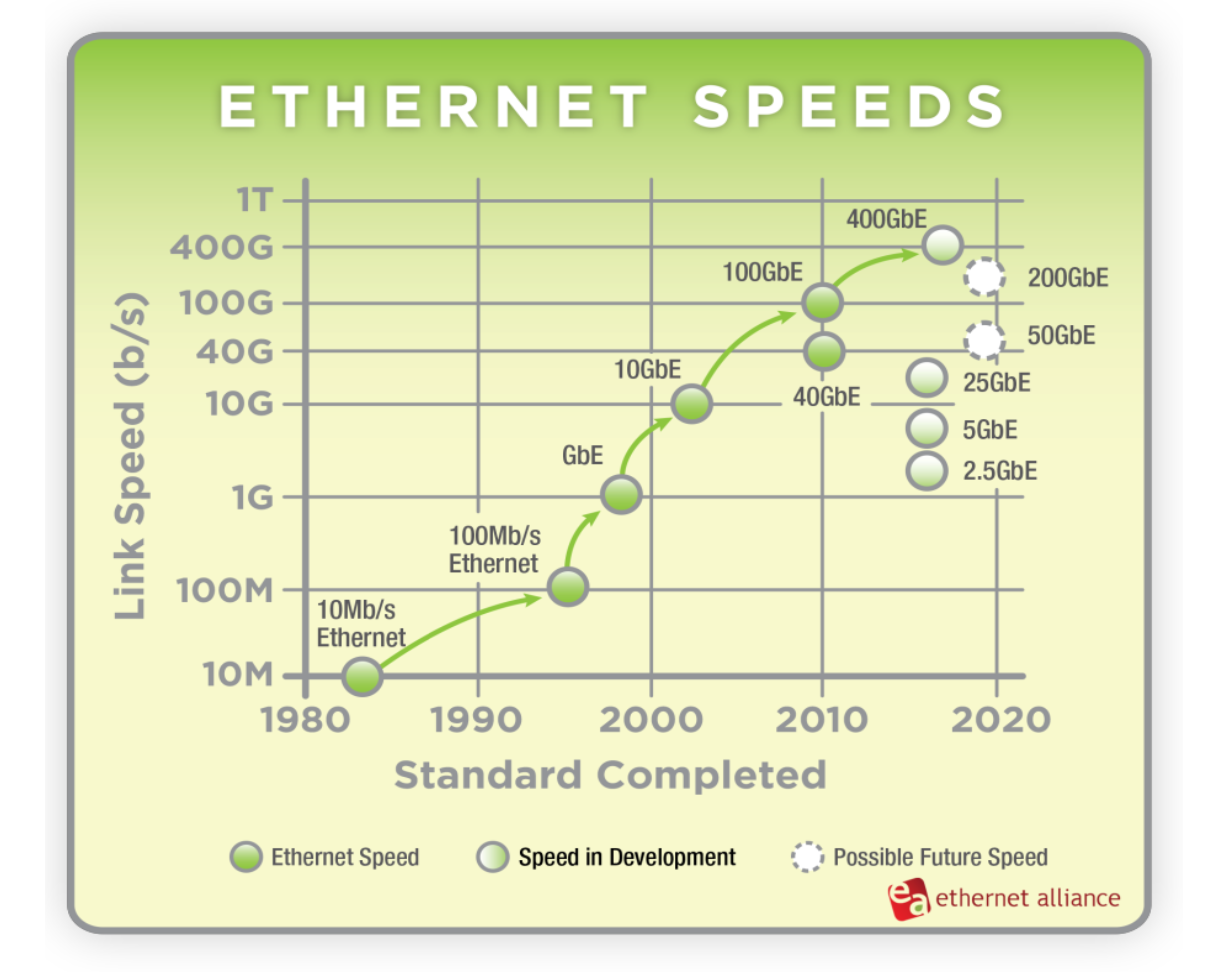 ETHERNET SPEEDS
1T
400G
100G
40G
10G
1G
100M
10M
Link Speed (b/s)
400GbE
100GbE
200GbE
50GbE
10GbE
25GbE
40GbE
5GbE
GbE
2.5GbE
100Mb/s
Ethernet
10Mb/s
Ethernet
1980 1990 2000 2010 2020
Standard Completed
Ethernet Speed Speed in Development Possible Future Speed
ea ethernet alliance